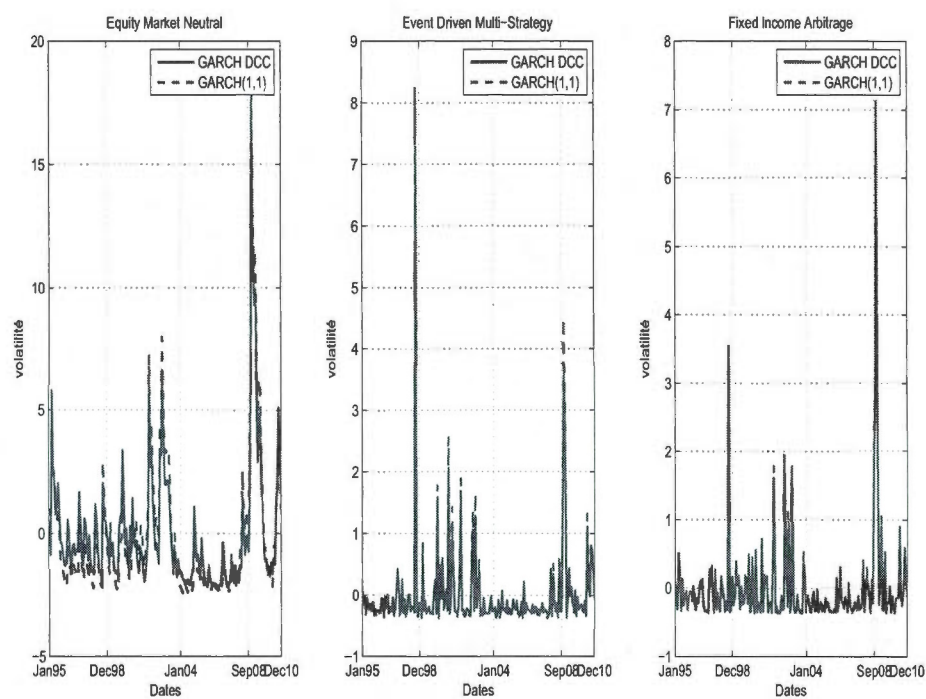 Equity Market Neutral
20
15
10
5
0
−5
volatilité
GARCH DCC
GARCH(1,1)
Jan95
Dec98
Jan04
Sep08
Dec10
Dates
Event Driven Multi−Strategy
9
8
7
6
5
4
3
2
1
0
−1
volatilité
GARCH DCC
GARCH(1,1)
Jan95
Dec98
Jan04
Sep08
Dec10
Dates
Fixed Income Arbitrage
8
7
6
5
4
3
2
1
0
−1
volatilité
GARCH DCC
GARCH(1,1)
Jan95
Dec98
Jan04
Sep08
Dec10
Dates